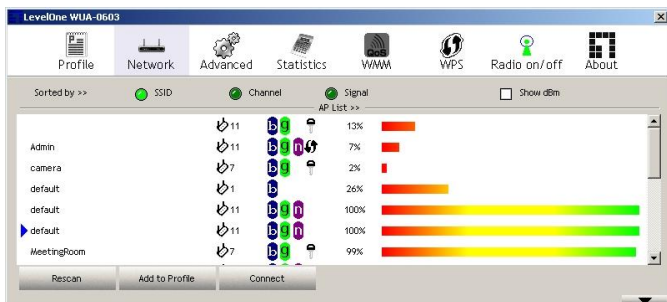 LevelOne WUA-0603
Profile Network Advanced Statistics QoS WMM WPS Radio on/off About
Sorted by >> SSID Channel Signal Show dBm
AP List >>
11 b g 13%
Admin 11 b g n 7%
camera 7 b g 2%
default 1 b 26%
default 11 b g n 100%
default 11 b g n 100%
MeetingRoom 7 b g 99%
Rescan Add to Profile Connect